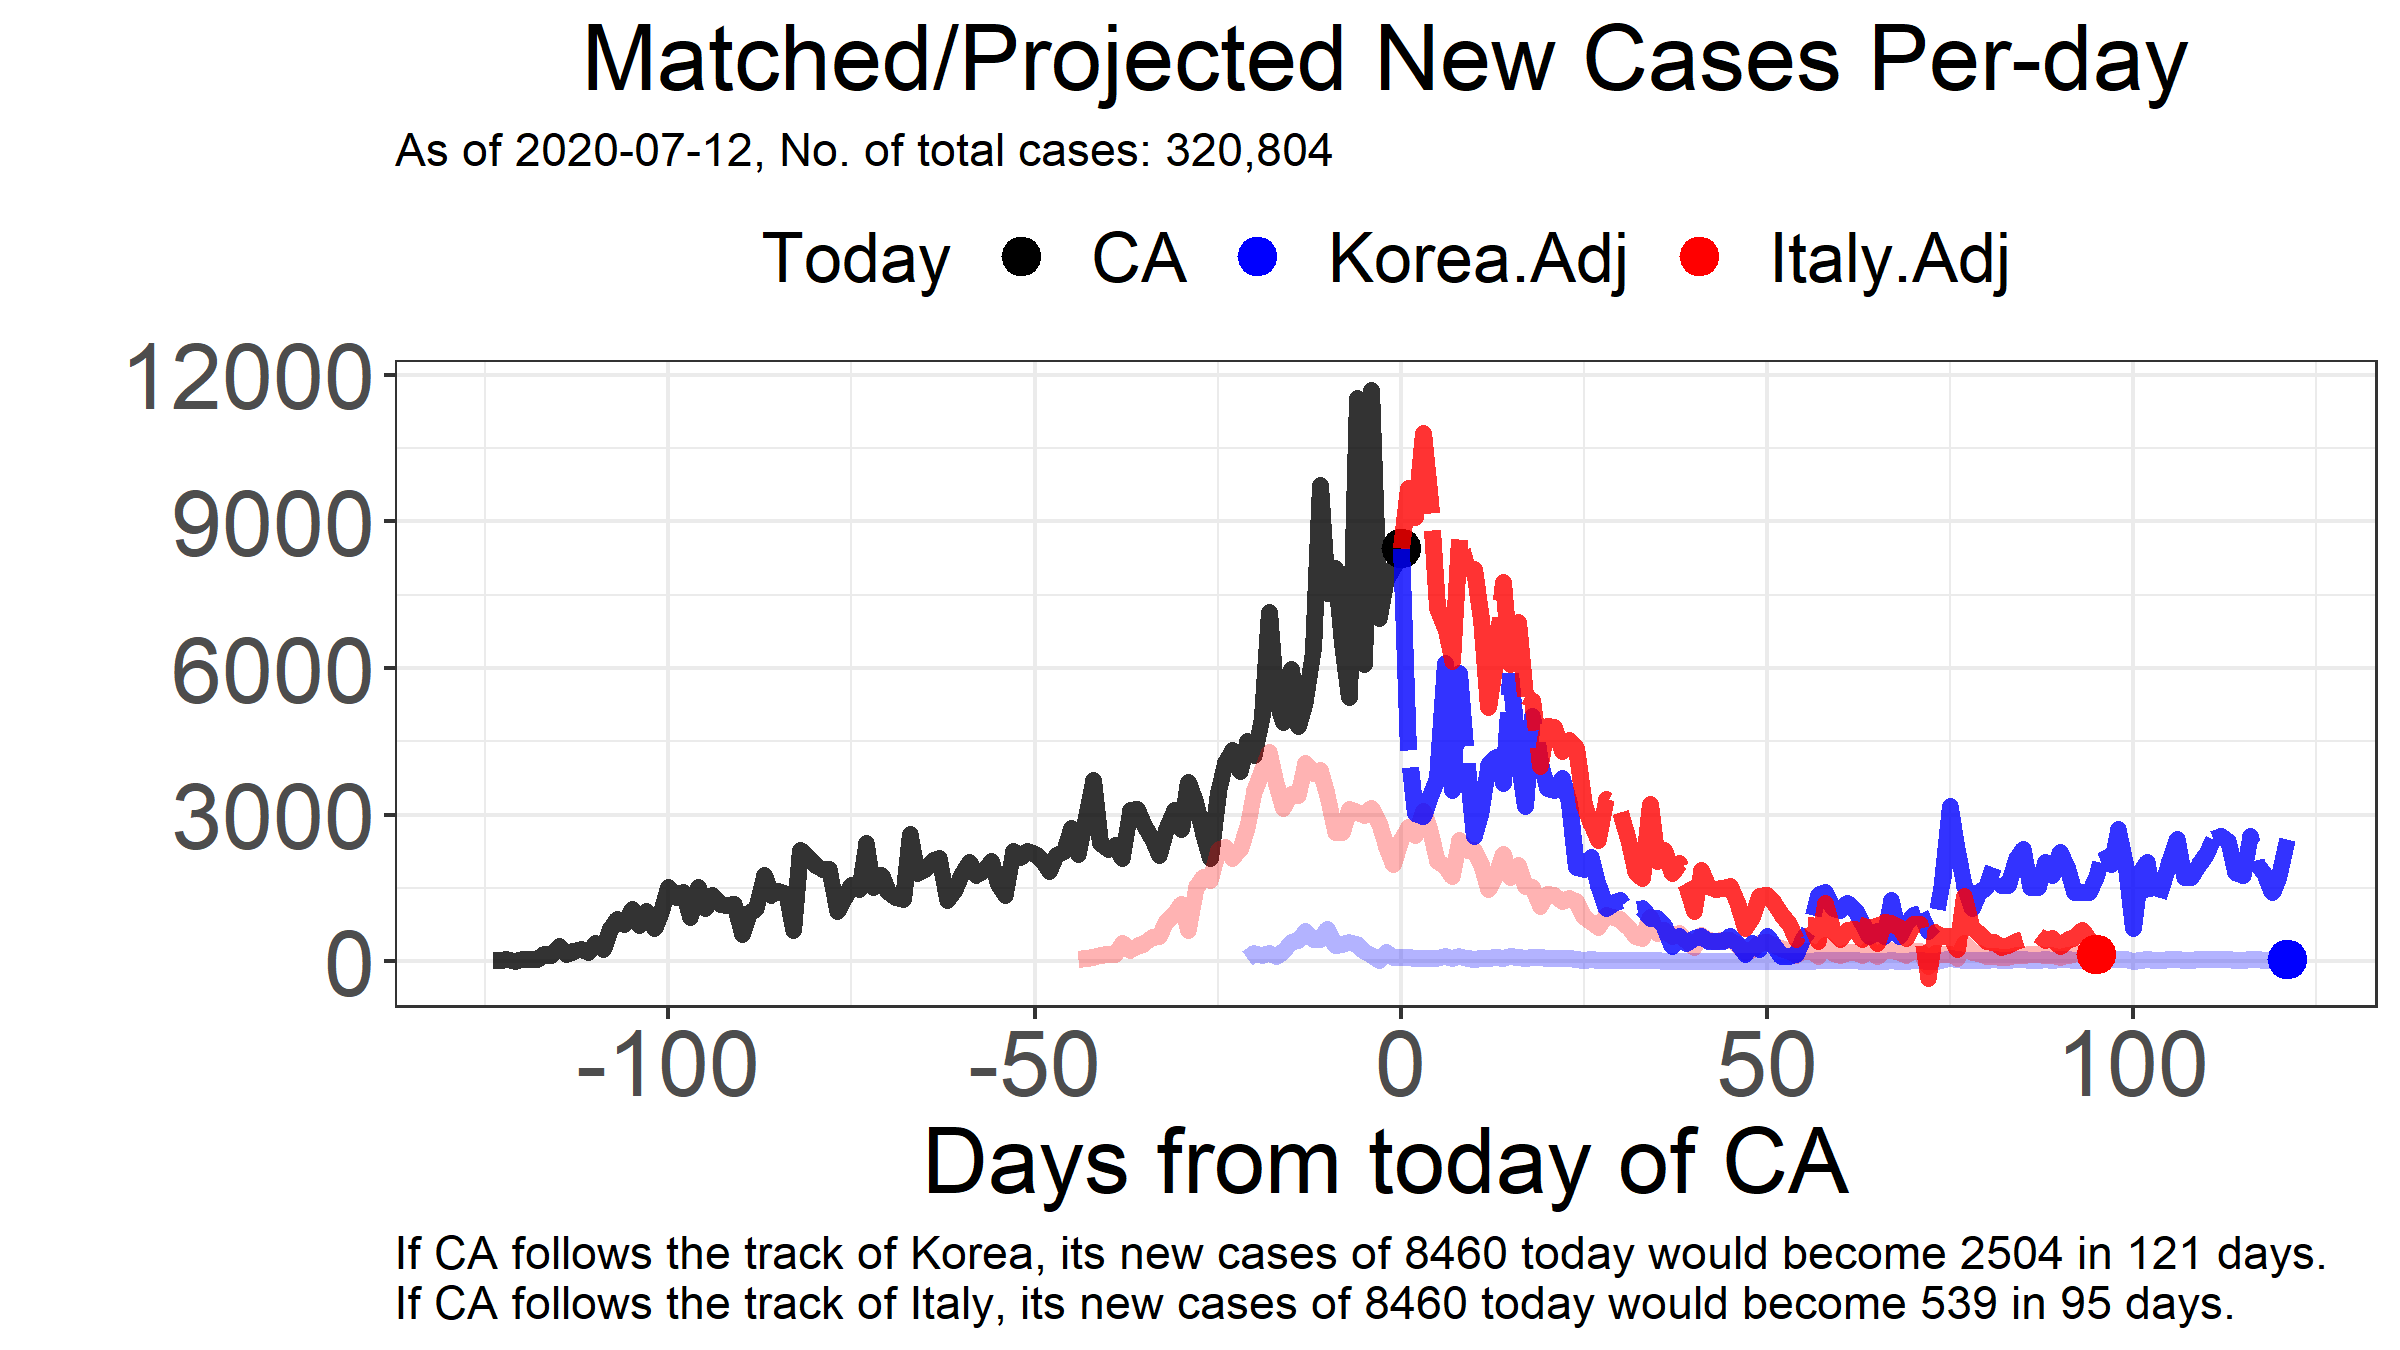 Matched/Projected New Cases Per-day
As of 2020-07-12, No. of total cases: 320,804
Today CA Korea.Adj Italy.Adj
12000
9000
6000
3000
0
-100 -50 0 50 100
Days from today of CA
If CA follows the track of Korea, its new cases of 8460 today would become 2504 in 121 days.
If CA follows the track of Italy, its new cases of 8460 today would become 539 in 95 days.